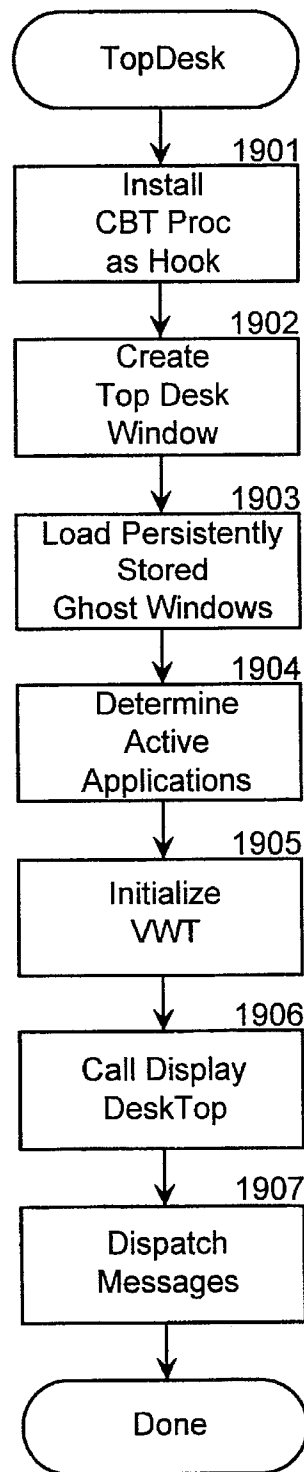 TopDesk
1901
Install
CBT Proc
as Hook
1902
Create
Top Desk
Window
1903
Load Persistently
Stored
Ghost Windows
1904
Determine
Active
Applications
1905
Initialize
VWT
1906
Call Display
DeskTop
1907
Dispatch
Messages
Done